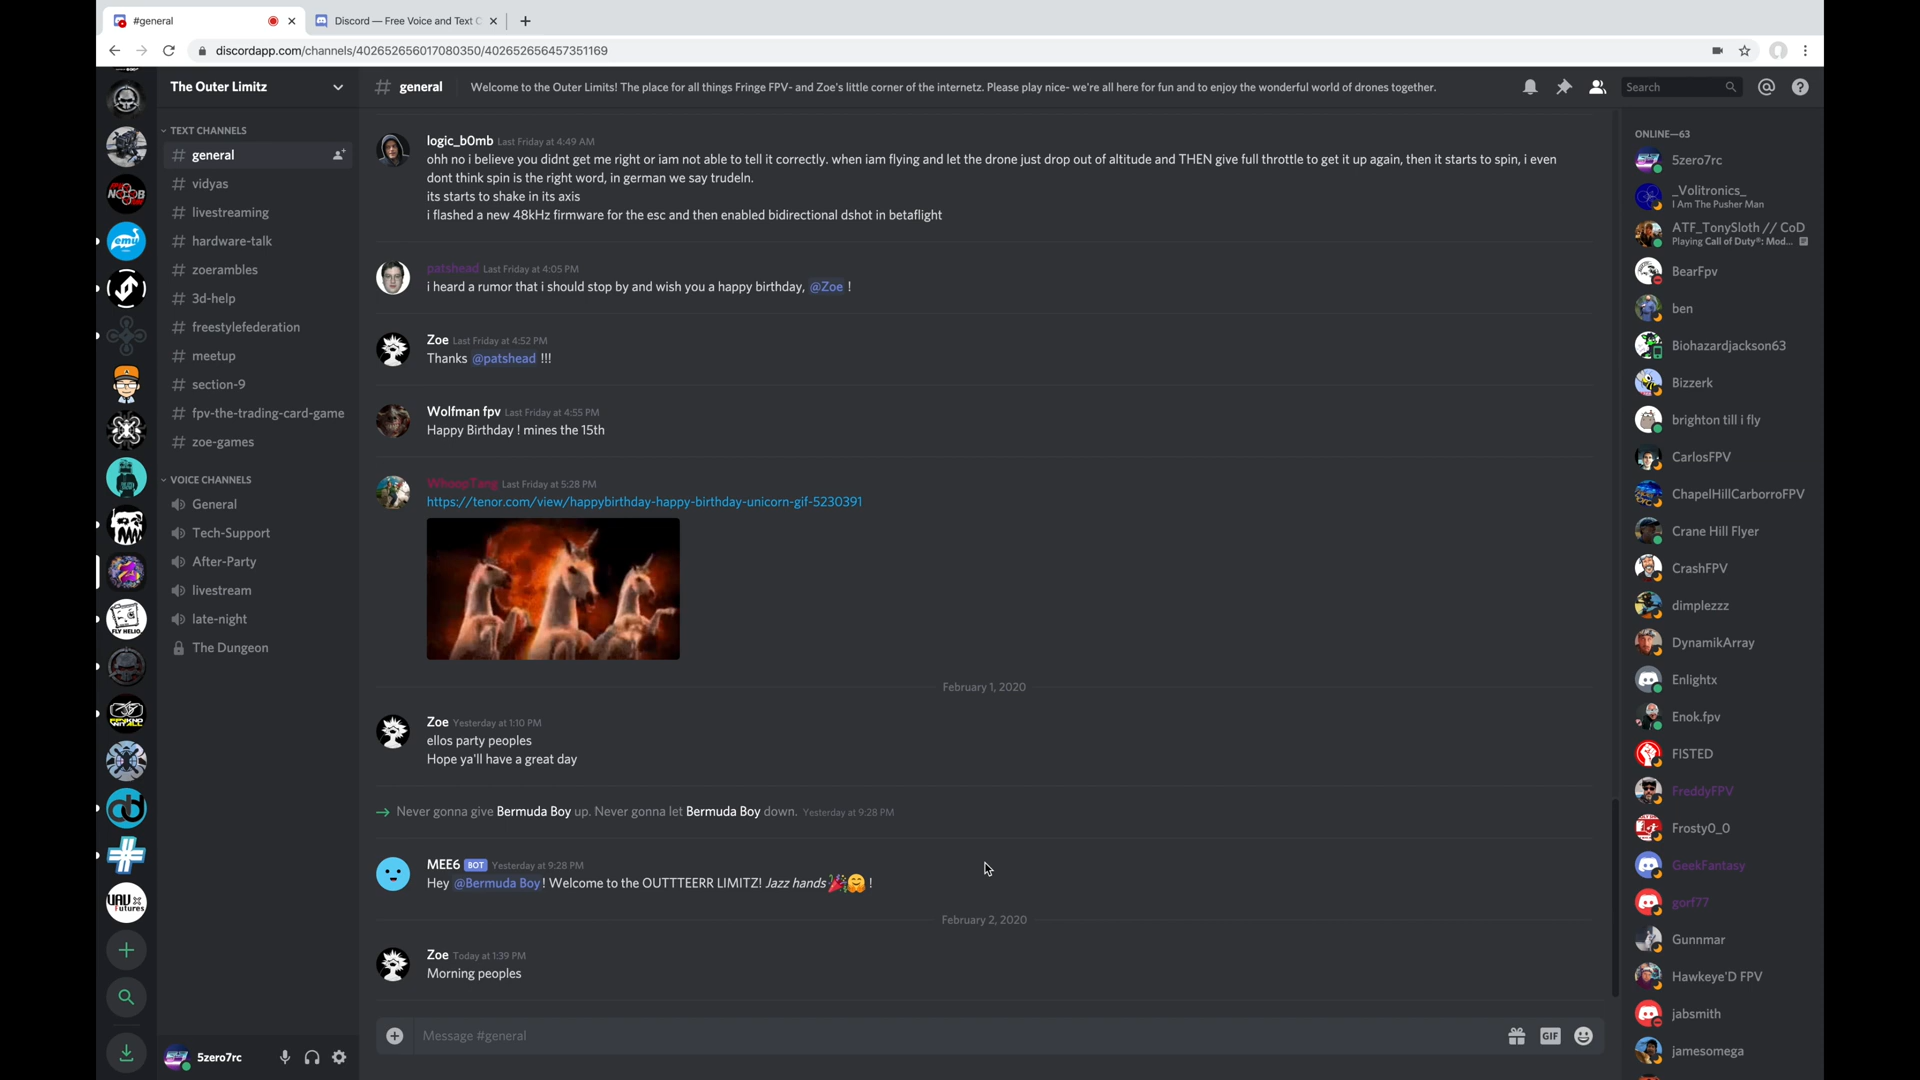 #general
Discord — Free Voice and Text C
discordapp.com/channels/402652656017080350/402652656457351169
The Outer Limitz
general
Welcome to the Outer Limits! The place for all things Fringe FPV- and Zoe's little corner of the internetz. Please play nice- we're all here for fun and to enjoy the wonderful world of drones together.
Search
TEXT CHANNELS
general
vidyas
livestreaming
hardware-talk
zoerambles
3d-help
freestylefederation
meetup
section-9
fpv-the-trading-card-game
zoe-games
VOICE CHANNELS
General
Tech-Support
After-Party
livestream
late-night
The Dungeon
5zero7rc
NOOB
emu
FLY HELIO.
UAV
Futures
logic_b0mb Last Friday at 4:49 AM
ohh no i believe you didnt get me right or iam not able to tell it correctly. when iam flying and let the drone just drop out of altitude and THEN give full throttle to get it up again, then it starts to spin, i even
dont think spin is the right word, in german we say trudeln.
its starts to shake in its axis
i flashed a new 48kHz firmware for the esc and then enabled bidirectional dshot in betaflight
patshead Last Friday at 4:05 PM
i heard a rumor that i should stop by and wish you a happy birthday, @Zoe !
Zoe Last Friday at 4:52 PM
Thanks @patshead !!!
Wolfman fpv Last Friday at 4:55 PM
Happy Birthday ! mines the 15th
WhoopTang Last Friday at 5:28 PM
https://tenor.com/view/happybirthday-happy-birthday-unicorn-gif-5230391
February 1, 2020
Zoe Yesterday at 1:10 PM
ellos party peoples
Hope ya'll have a great day
Never gonna give Bermuda Boy up. Never gonna let Bermuda Boy down. Yesterday at 9:28 PM
MEE6 BOT Yesterday at 9:28 PM
Hey @Bermuda Boy! Welcome to the OUTTTEERR LIMITZ! Jazz hands🎉🤗 !
February 2, 2020
Zoe Today at 1:39 PM
Morning peoples
Message #general
GIF
ONLINE—63
5zero7rc
_Volitronics_
I Am The Pusher Man
ATF_TonySloth // CoD
Playing Call of Duty®: Mod...
BearFpv
ben
Biohazardjackson63
Bizzerk
brighton till i fly
CarlosFPV
ChapelHillCarborroFPV
Crane Hill Flyer
CrashFPV
dimplezzz
DynamikArray
Enlightx
Enok.fpv
FISTED
FreddyFPV
Frosty0_0
GeekFantasy
gorf77
Gunnmar
Hawkeye'D FPV
jabsmith
jamesomega